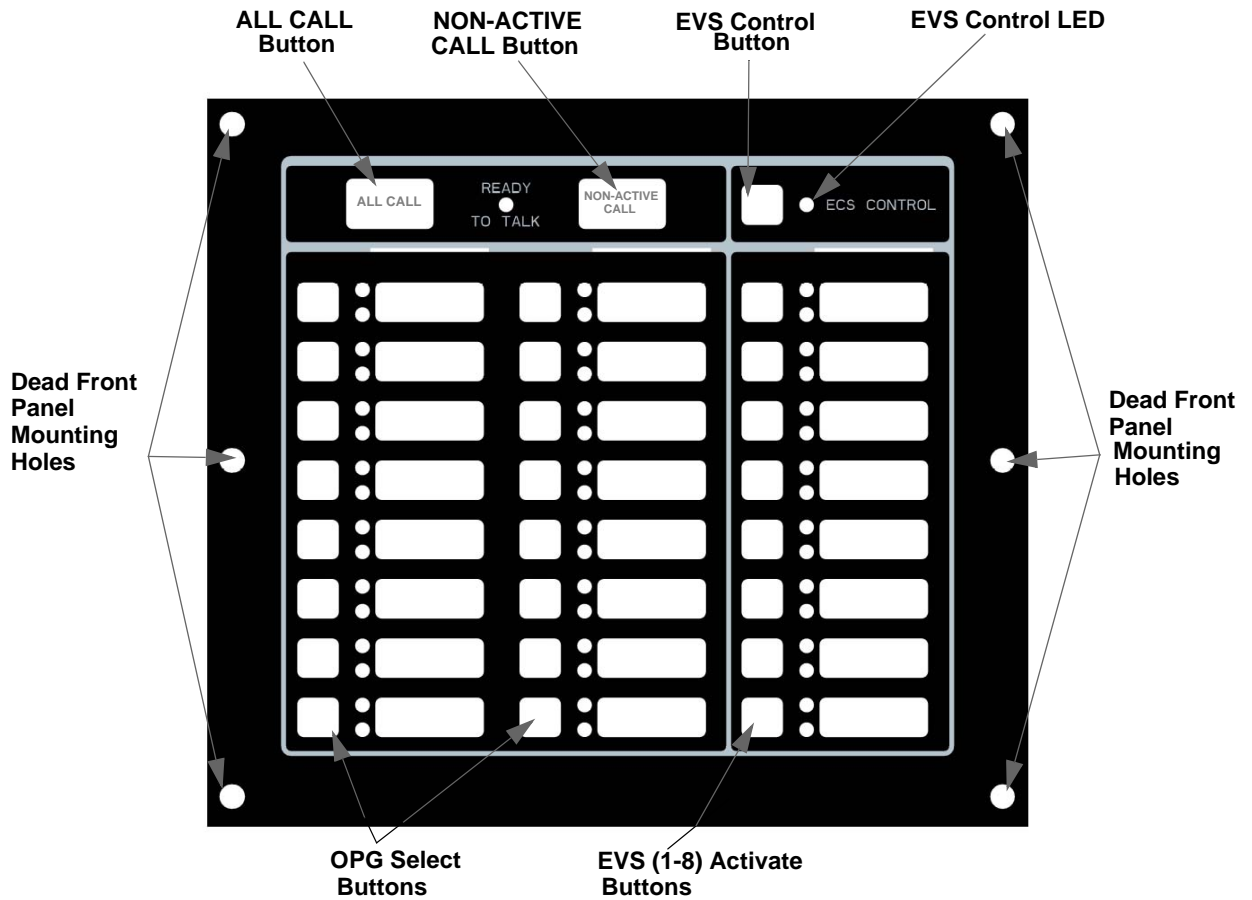 ALL CALL
Button
NON-ACTIVE
CALL Button
EVS Control
Button
EVS Control LED
ALL CALL
READY
TO TALK
NON-ACTIVE
CALL
ECS CONTROL
Dead Front
Panel
Mounting
Holes
Dead Front
Panel
Mounting
Holes
OPG Select
Buttons
EVS (1-8) Activate
Buttons